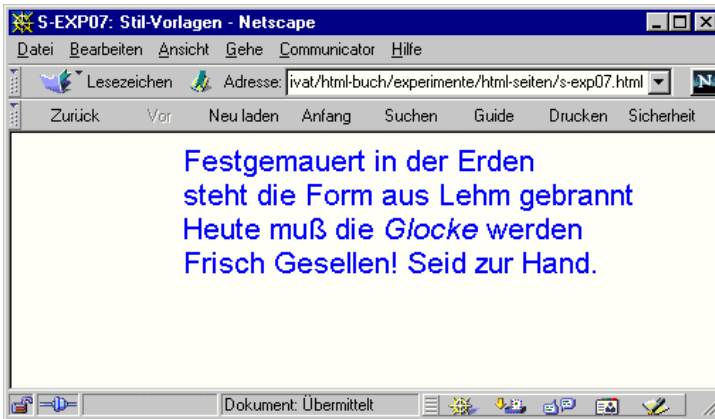 S-EXP07: Stil-Vorlagen - Netscape
Datei Bearbeiten Ansicht Gehe Communicator Hilfe
Lesezeichen Adresse: ivat/html-buch/experimente/html-seiten/s-exp07.html N
Zurück Vor Neu laden Anfang Suchen Guide Drucken Sicherheit
Festgemauert in der Erden
steht die Form aus Lehm gebrannt
Heute muß die Glocke werden
Frisch Gesellen! Seid zur Hand.
Dokument: Übermittelt